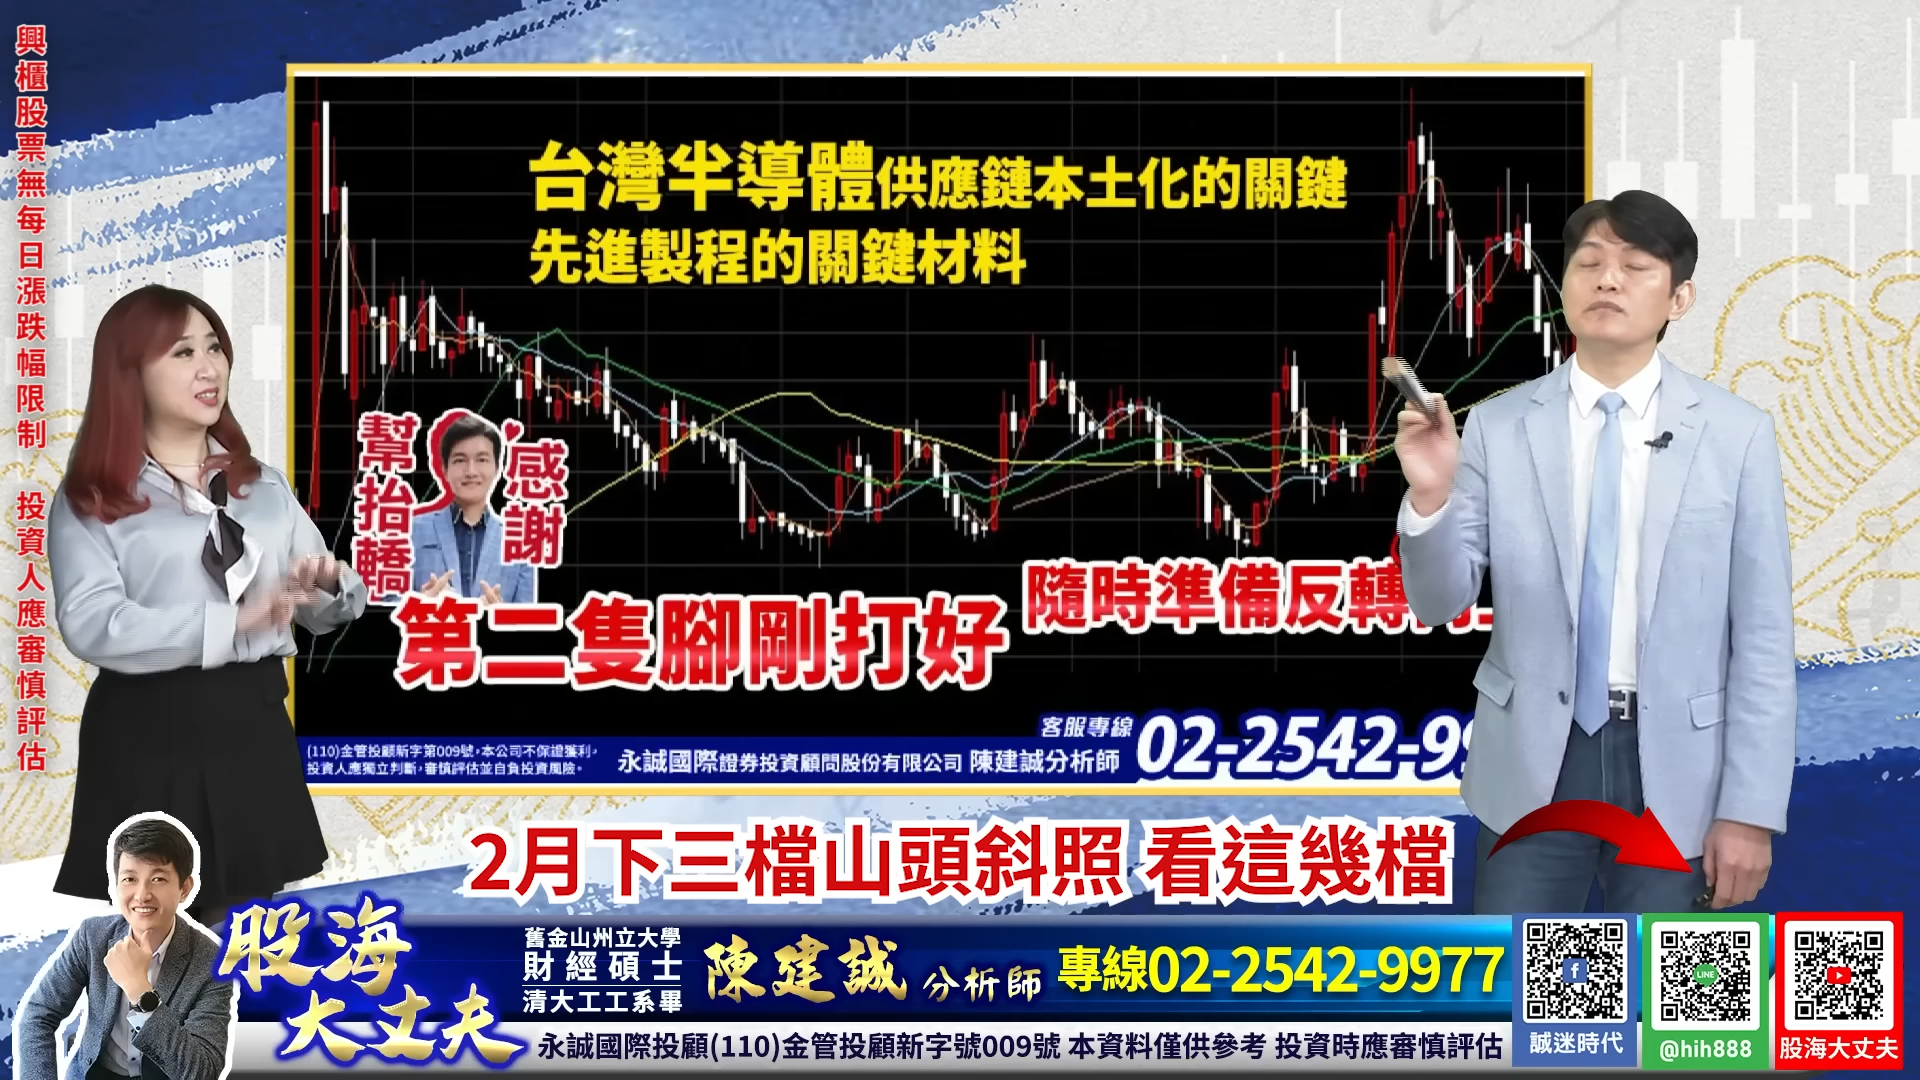 興櫃股票無每日漲跌幅限制 投資人應審慎評估
台灣半導體供應鏈本土化的關鍵
先進製程的關鍵材料
幫抬轎
感謝
第二隻腳剛打好
隨時準備反轉
客服專線
02-2542-99
(110)金管投顧新字第009號,本公司不保證獲利,
投資人應獨立判斷,審慎評估並自負投資風險。
永誠國際證券投資顧問股份有限公司 陳建誠分析師
2月下三檔山頭斜照 看這幾檔
股海
大丈夫
舊金山州立大學
財經碩士
清大工工系畢
陳建誠 分析師
專線02-2542-9977
永誠國際投顧(110)金管投顧新字號009號 本資料僅供參考 投資時應審慎評估
誠迷時代
LINE
@hih888
股海大丈夫